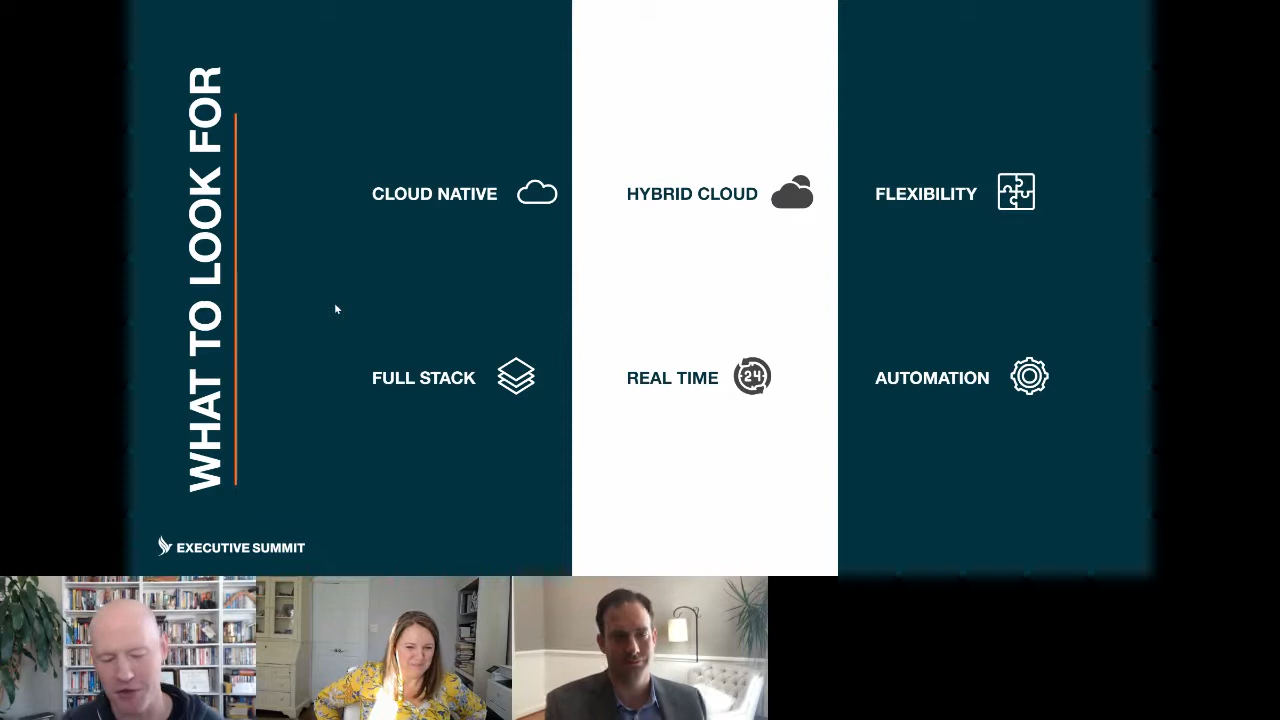 WHAT TO LOOK FOR
CLOUD NATIVE
HYBRID CLOUD
FLEXIBILITY
FULL STACK
REAL TIME
24
AUTOMATION
EXECUTIVE SUMMIT